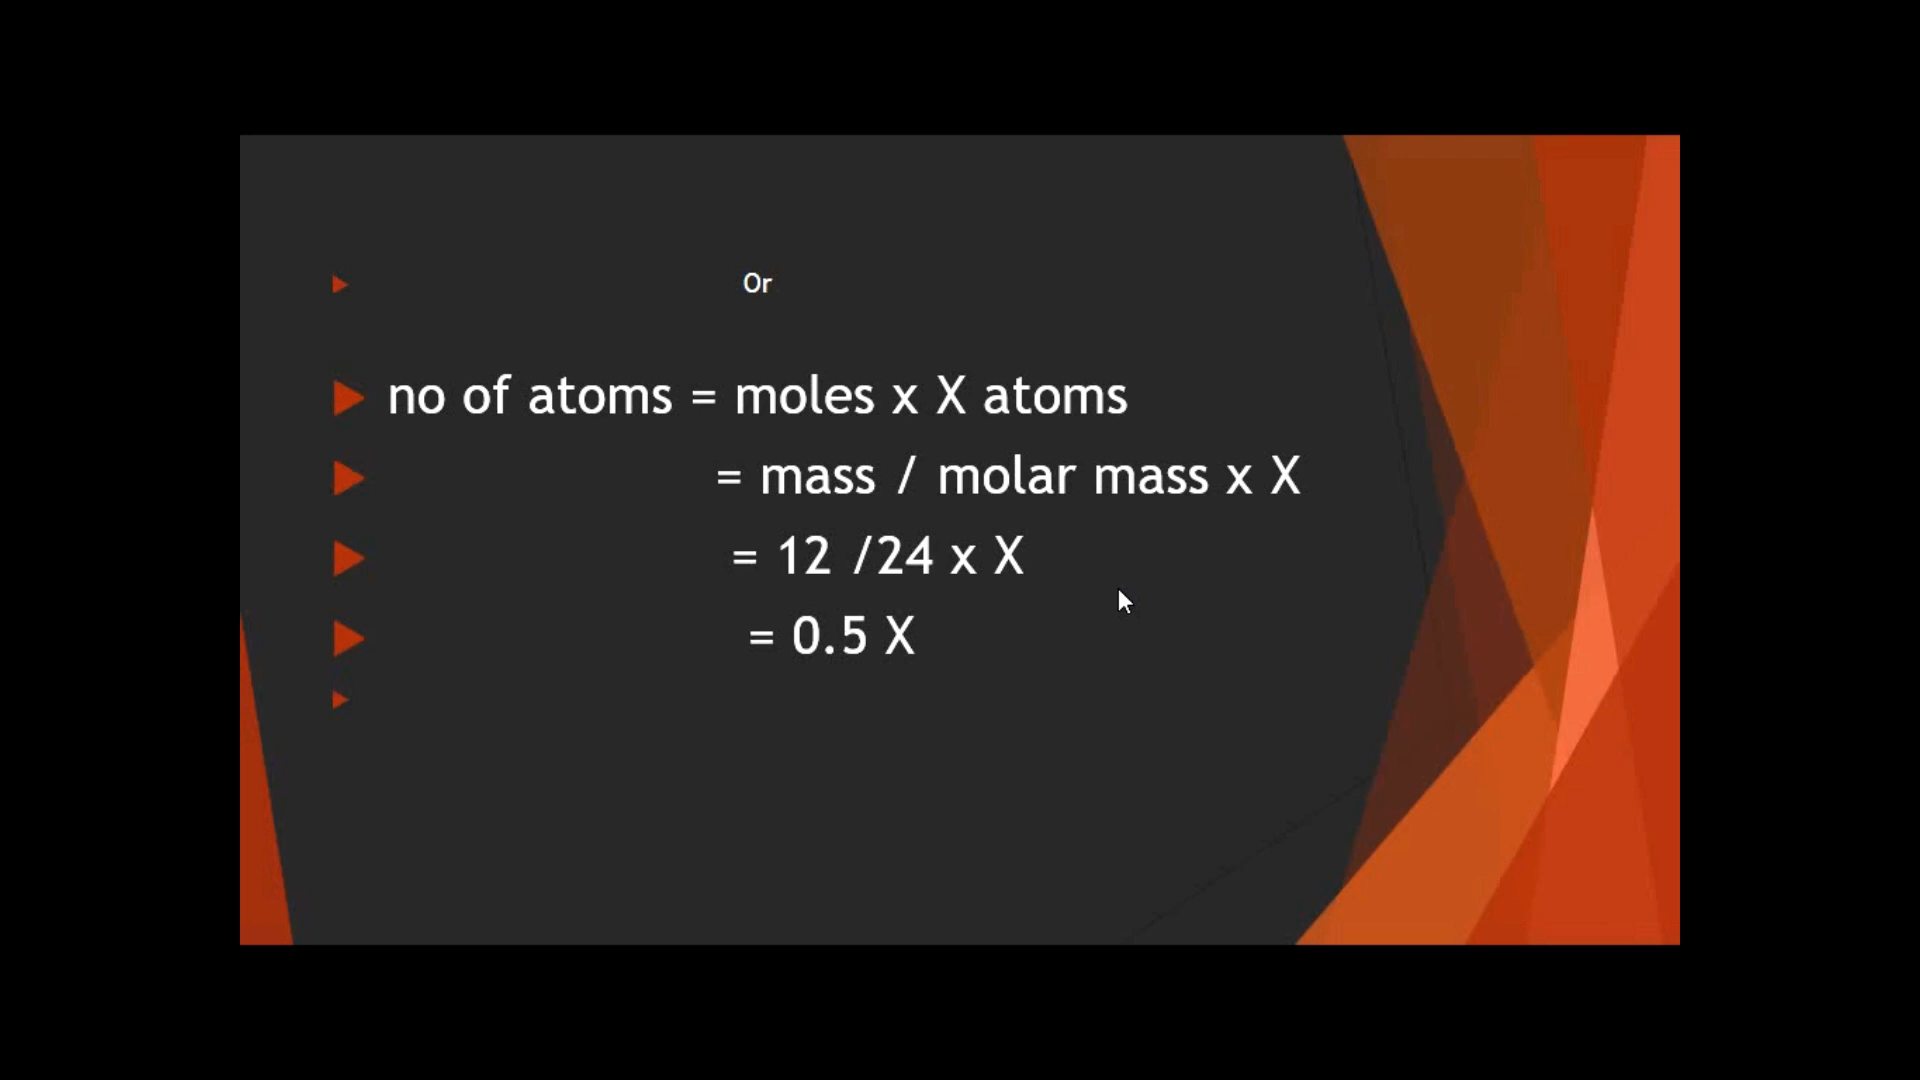 Or
no of atoms = moles x X atoms
= mass / molar mass x X
= 12 /24 x X
= 0.5 X